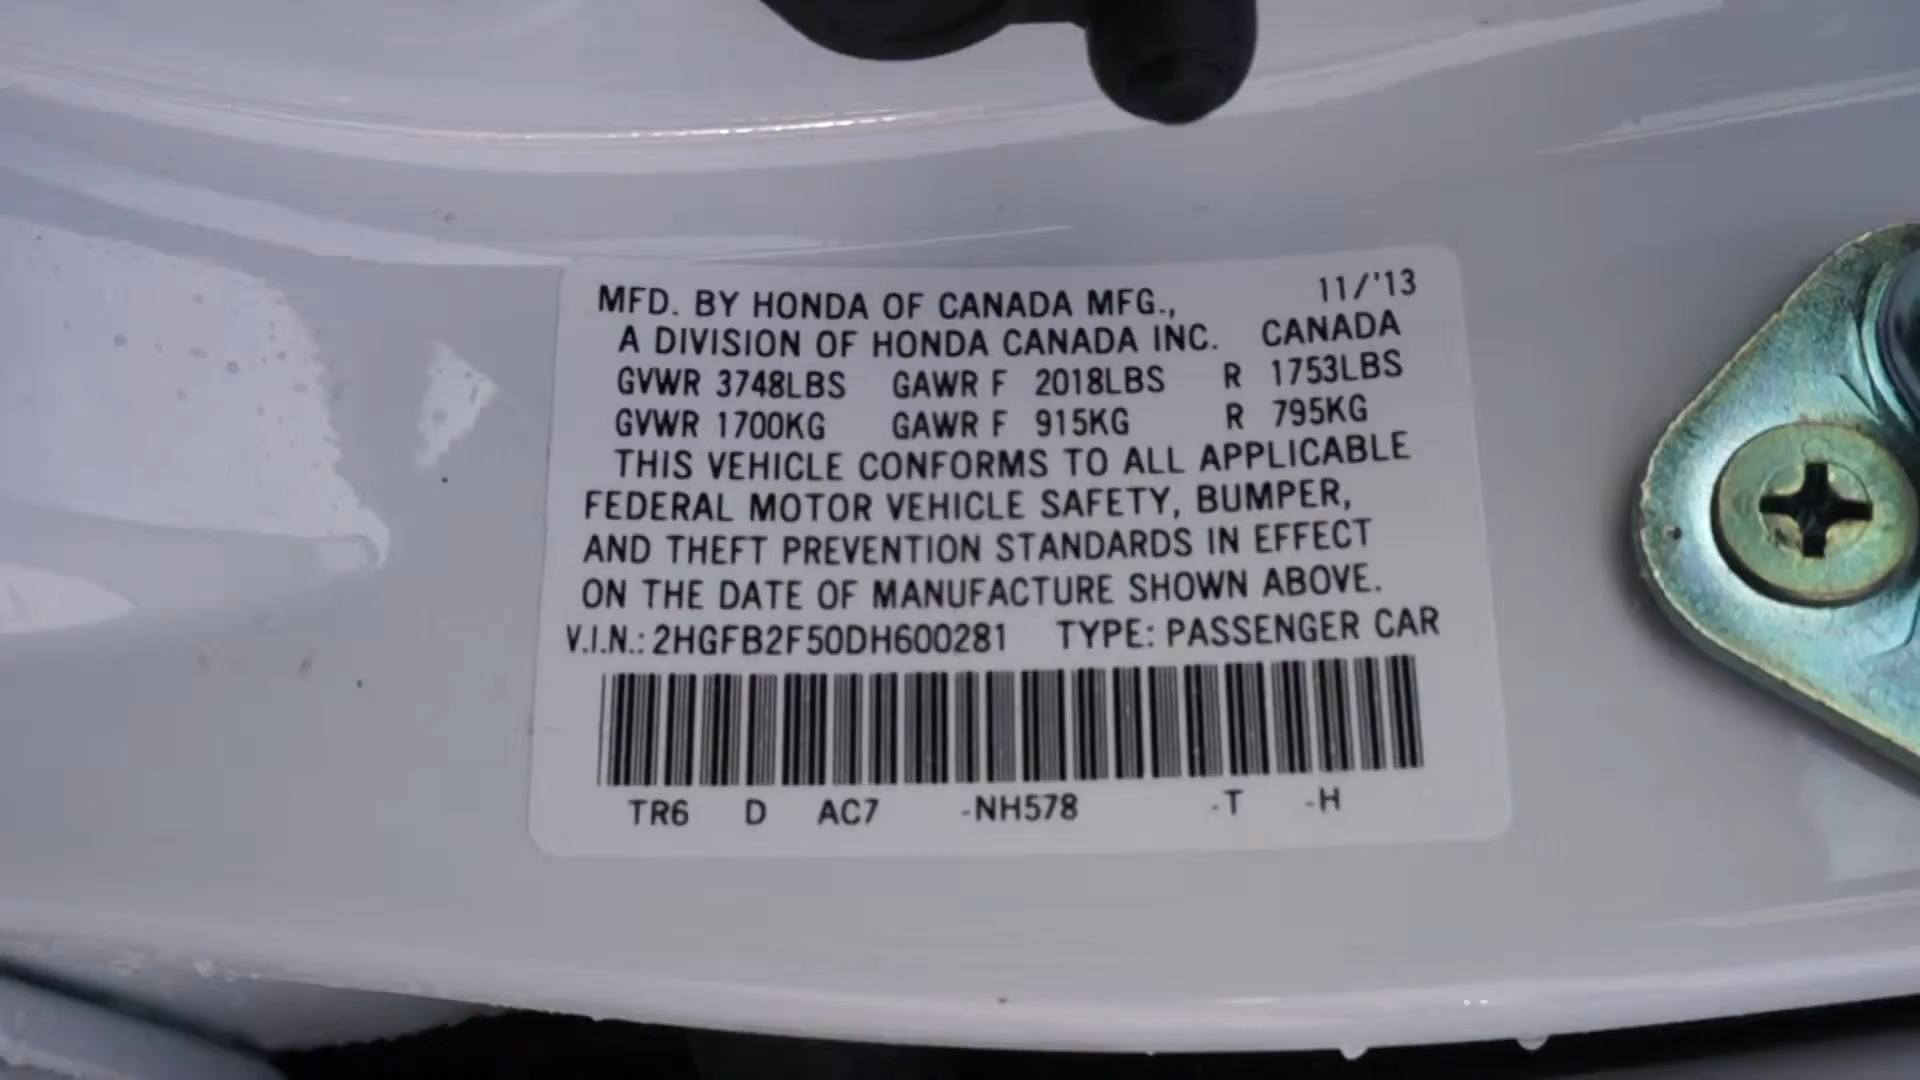 MFD. BY HONDA OF CANADA MFG., 11/'13
A DIVISION OF HONDA CANADA INC. CANADA
GVWR 3748LBS GAWR F 2018LBS R 1753LBS
GVWR 1700KG GAWR F 915KG R 795KG
THIS VEHICLE CONFORMS TO ALL APPLICABLE
FEDERAL MOTOR VEHICLE SAFETY, BUMPER,
AND THEFT PREVENTION STANDARDS IN EFFECT
ON THE DATE OF MANUFACTURE SHOWN ABOVE.
V.I.N.: 2HGFB2F50DH600281 TYPE: PASSENGER CAR
TR6 D AC7 -NH578 -T -H